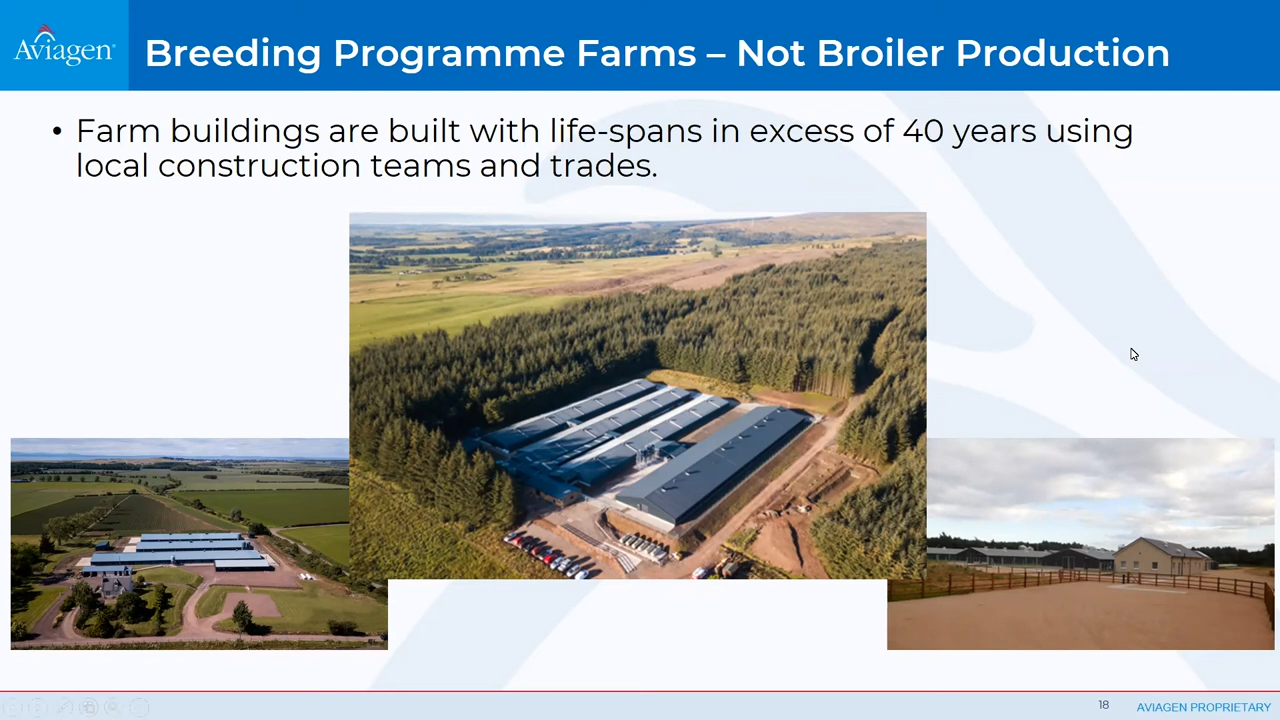 Aviagen®
Breeding Programme Farms – Not Broiler Production
• Farm buildings are built with life-spans in excess of 40 years using
local construction teams and trades.
18
AVIAGEN PROPRIETARY